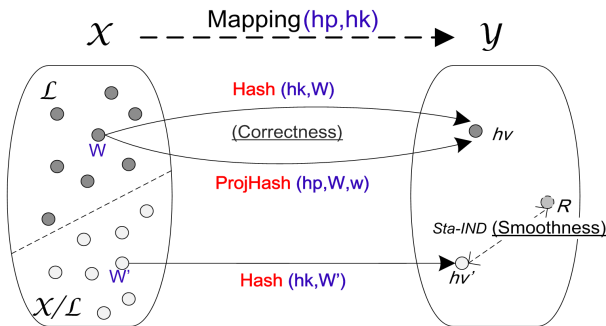 X Mapping(hp,hk) Y
L
Hash (hk,W)
W
(Correctness)
hv
ProjHash (hp,W,w)
R
Sta-IND (Smoothness)
W'
X/L
Hash (hk,W')
hv'